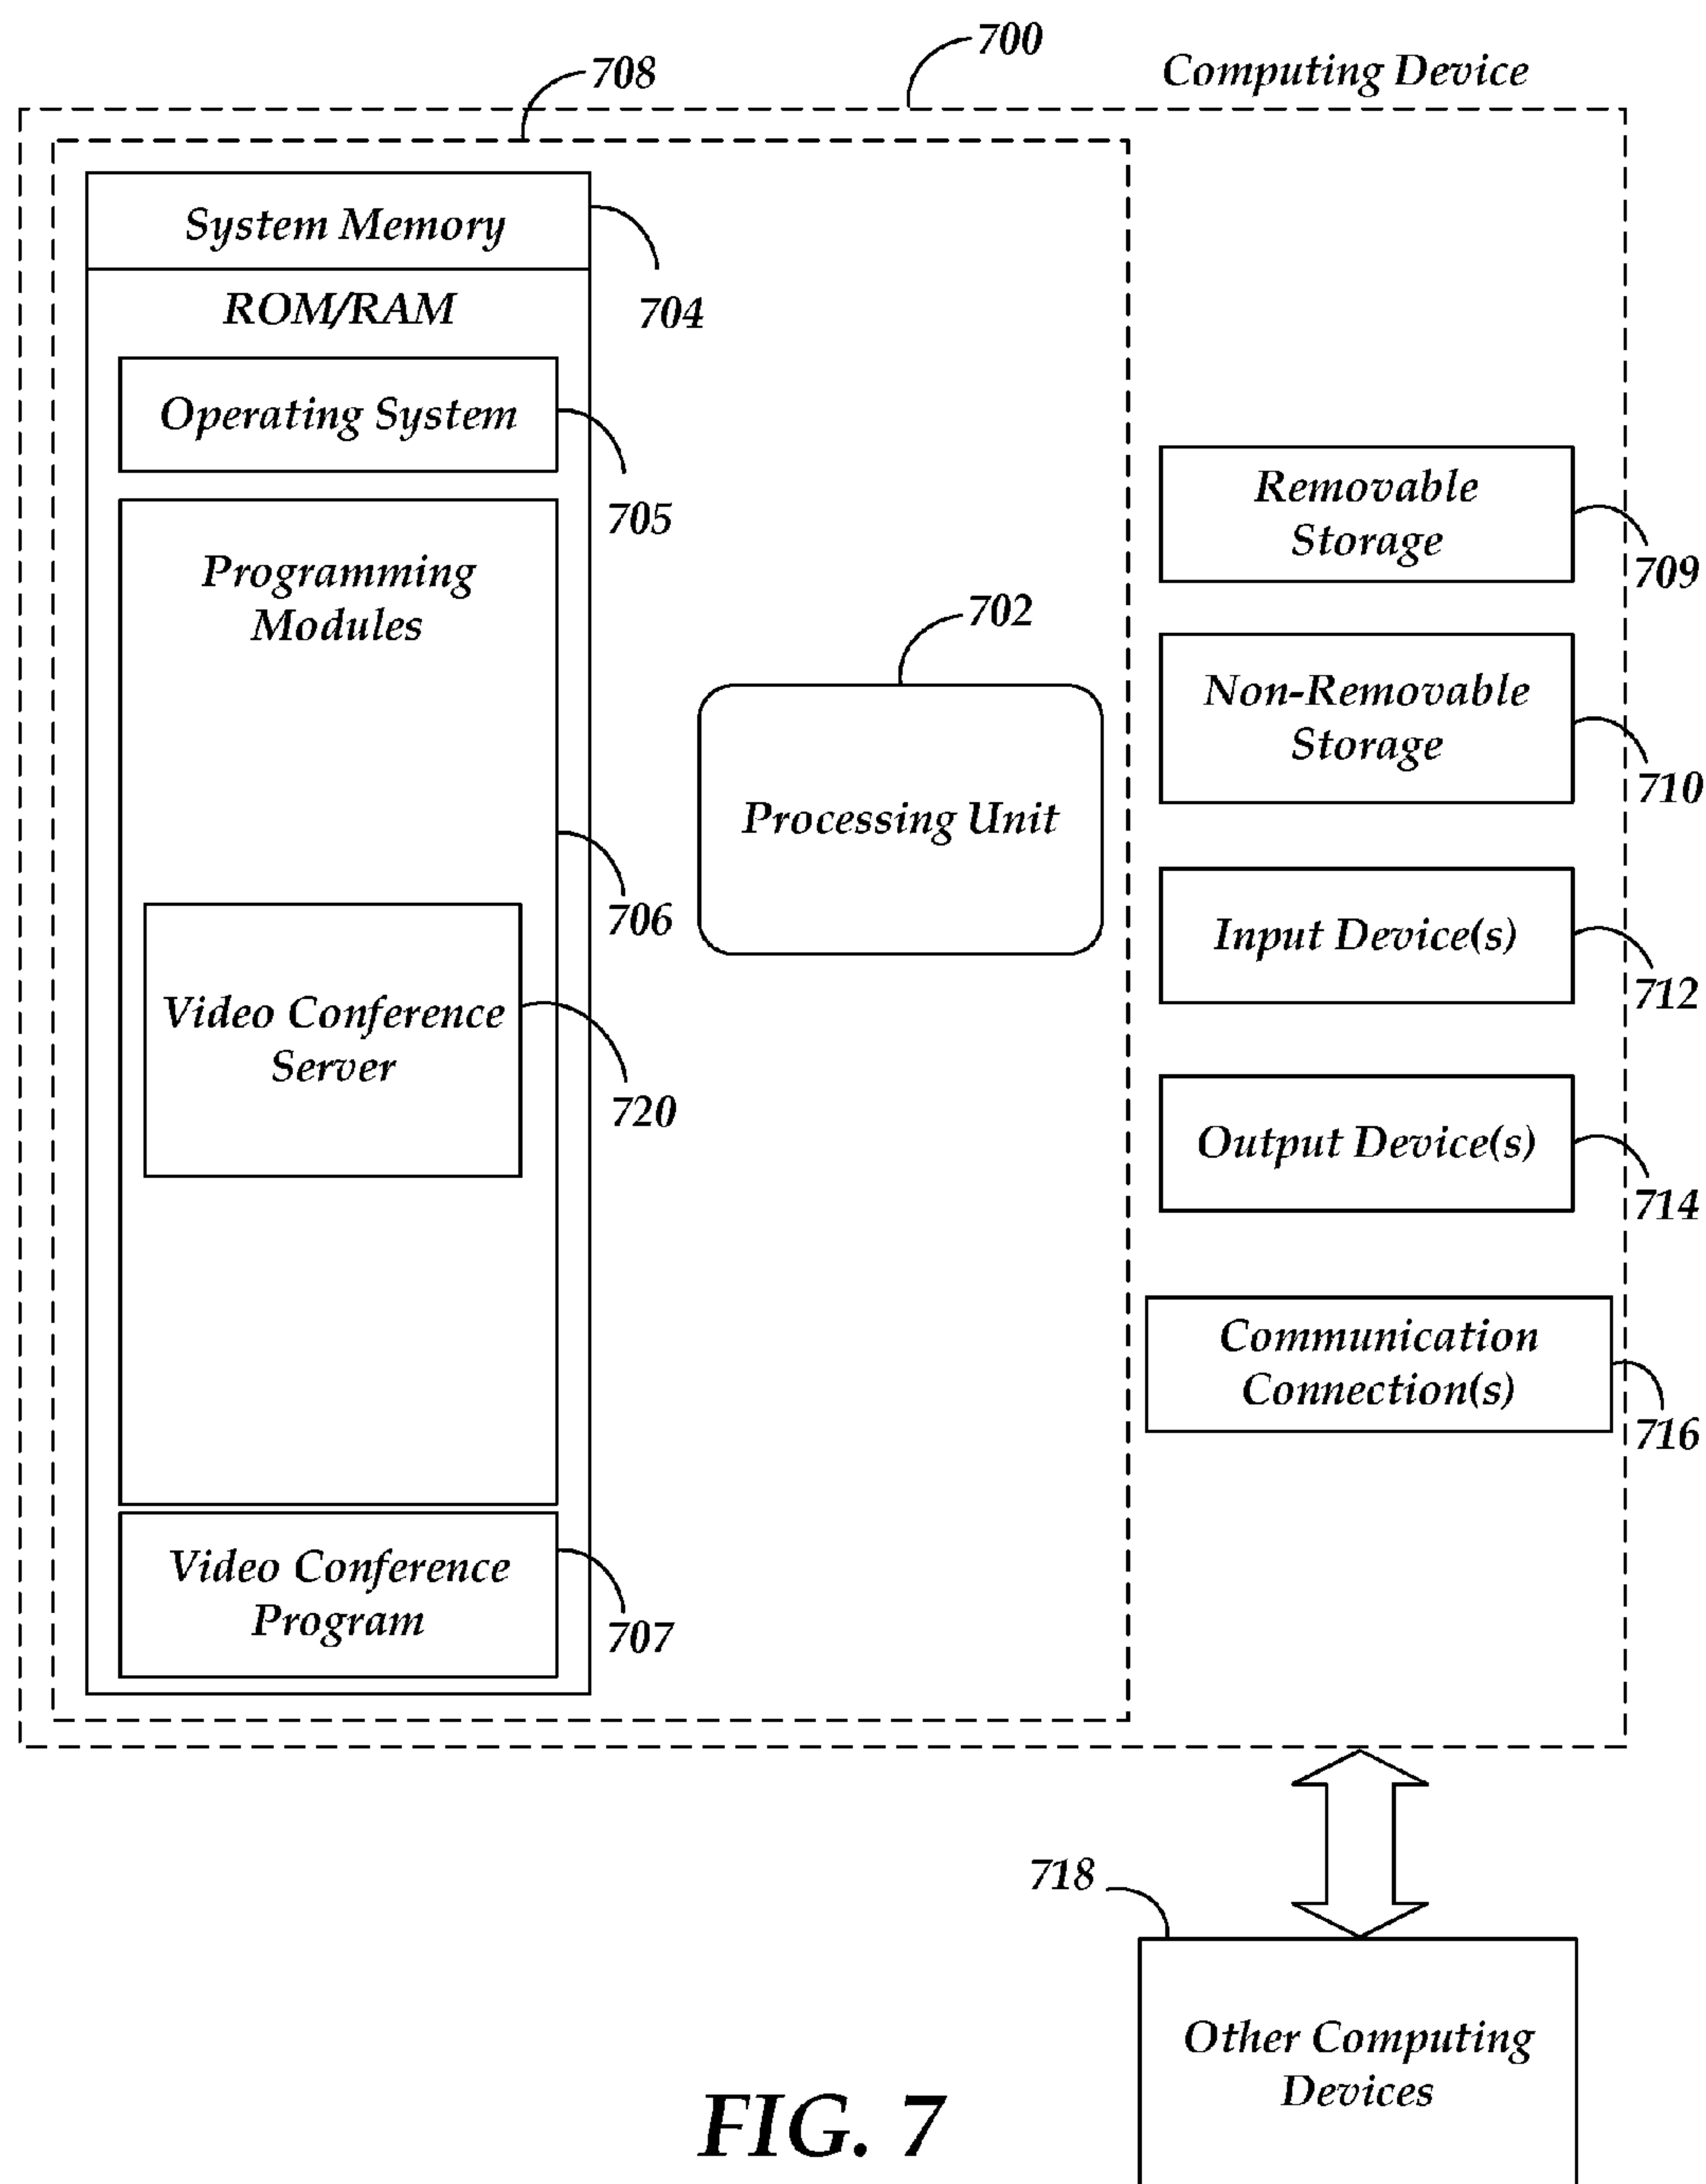 700
Computing Device
708
System Memory
704
ROM/RAM
Operating System
705
Programming
Modules
706
Video Conference
Server
720
Video Conference
Program
707
702
Processing Unit
Removable
Storage
709
Non-Removable
Storage
710
Input Device(s)
712
Output Device(s)
714
Communication
Connection(s)
716
718
Other Computing
Devices
FIG. 7